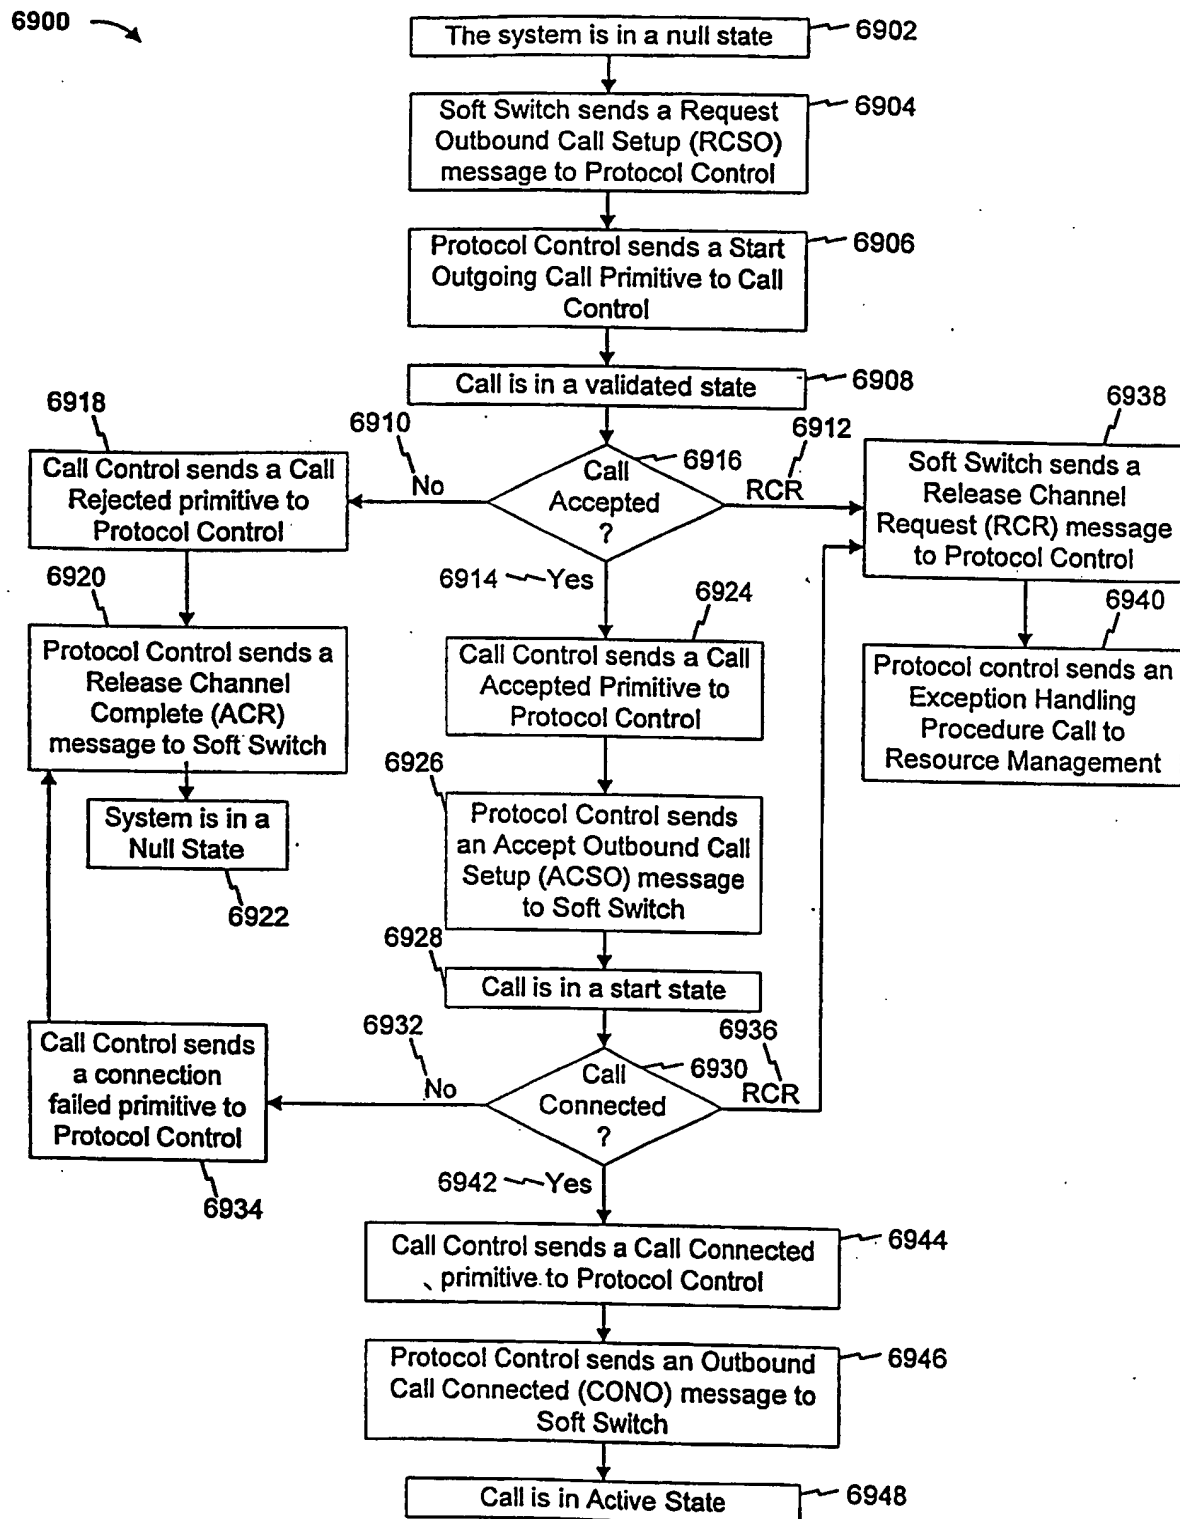 6900
The system is in a null state
6902
Soft Switch sends a Request
Outbound Call Setup (RCSO)
message to Protocol Control
6904
Protocol Control sends a Start
Outgoing Call Primitive to Call
Control
6906
Call is in a validated state
6908
6910
No
6912
RCR
6916
Call
Accepted
?
6914
Yes
6918
Call Control sends a Call
Rejected primitive to
Protocol Control
6920
Protocol Control sends a
Release Channel
Complete (ACR)
message to Soft Switch
System is in a
Null State
6922
6938
Soft Switch sends a
Release Channel
Request (RCR) message
to Protocol Control
6940
Protocol control sends an
Exception Handling
Procedure Call to
Resource Management
6924
Call Control sends a Call
Accepted Primitive to
Protocol Control
6926
Protocol Control sends
an Accept Outbound Call
Setup (ACSO) message
to Soft Switch
6928
Call is in a start state
6932
No
6930
Call
Connected
?
6936
RCR
Call Control sends
a connection
failed primitive to
Protocol Control
6934
6942
Yes
Call Control sends a Call Connected
primitive to Protocol Control
6944
Protocol Control sends an Outbound
Call Connected (CONO) message to
Soft Switch
6946
Call is in Active State
6948